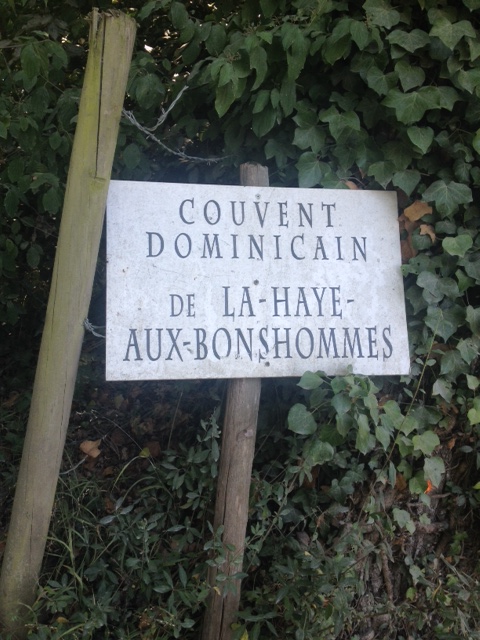 COUVENT
DOMINICAIN
DE LA-HAYE-
AUX-BONSHOMMES